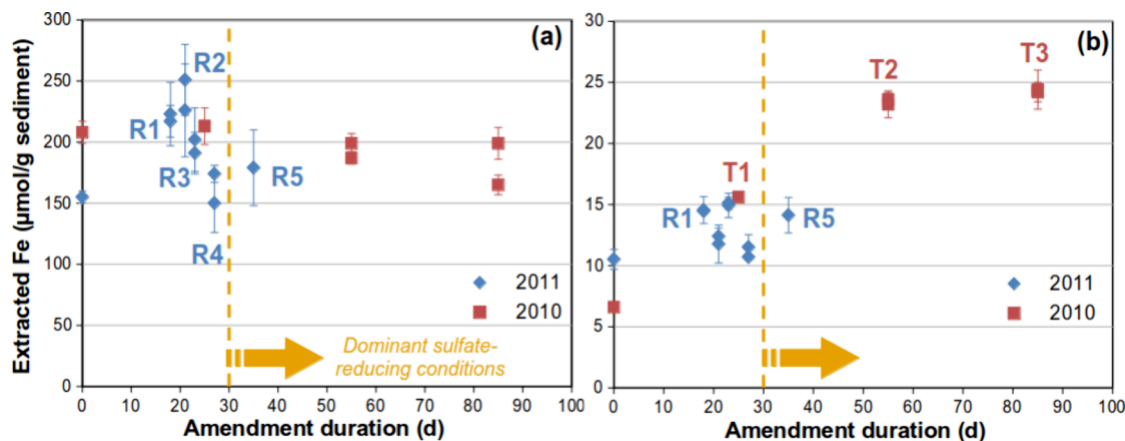 (a)
Extracted Fe (µmol/g sediment)
300
250
200
150
100
50
0
R2
R1
R3
R5
R4
2011
2010
Dominant sulfate-
reducing conditions
0 10 20 30 40 50 60 70 80 90 100
Amendment duration (d)
(b)
30
25
20
15
10
5
0
T2
T3
T1
R1
R5
2011
2010
0 10 20 30 40 50 60 70 80 90 100
Amendment duration (d)